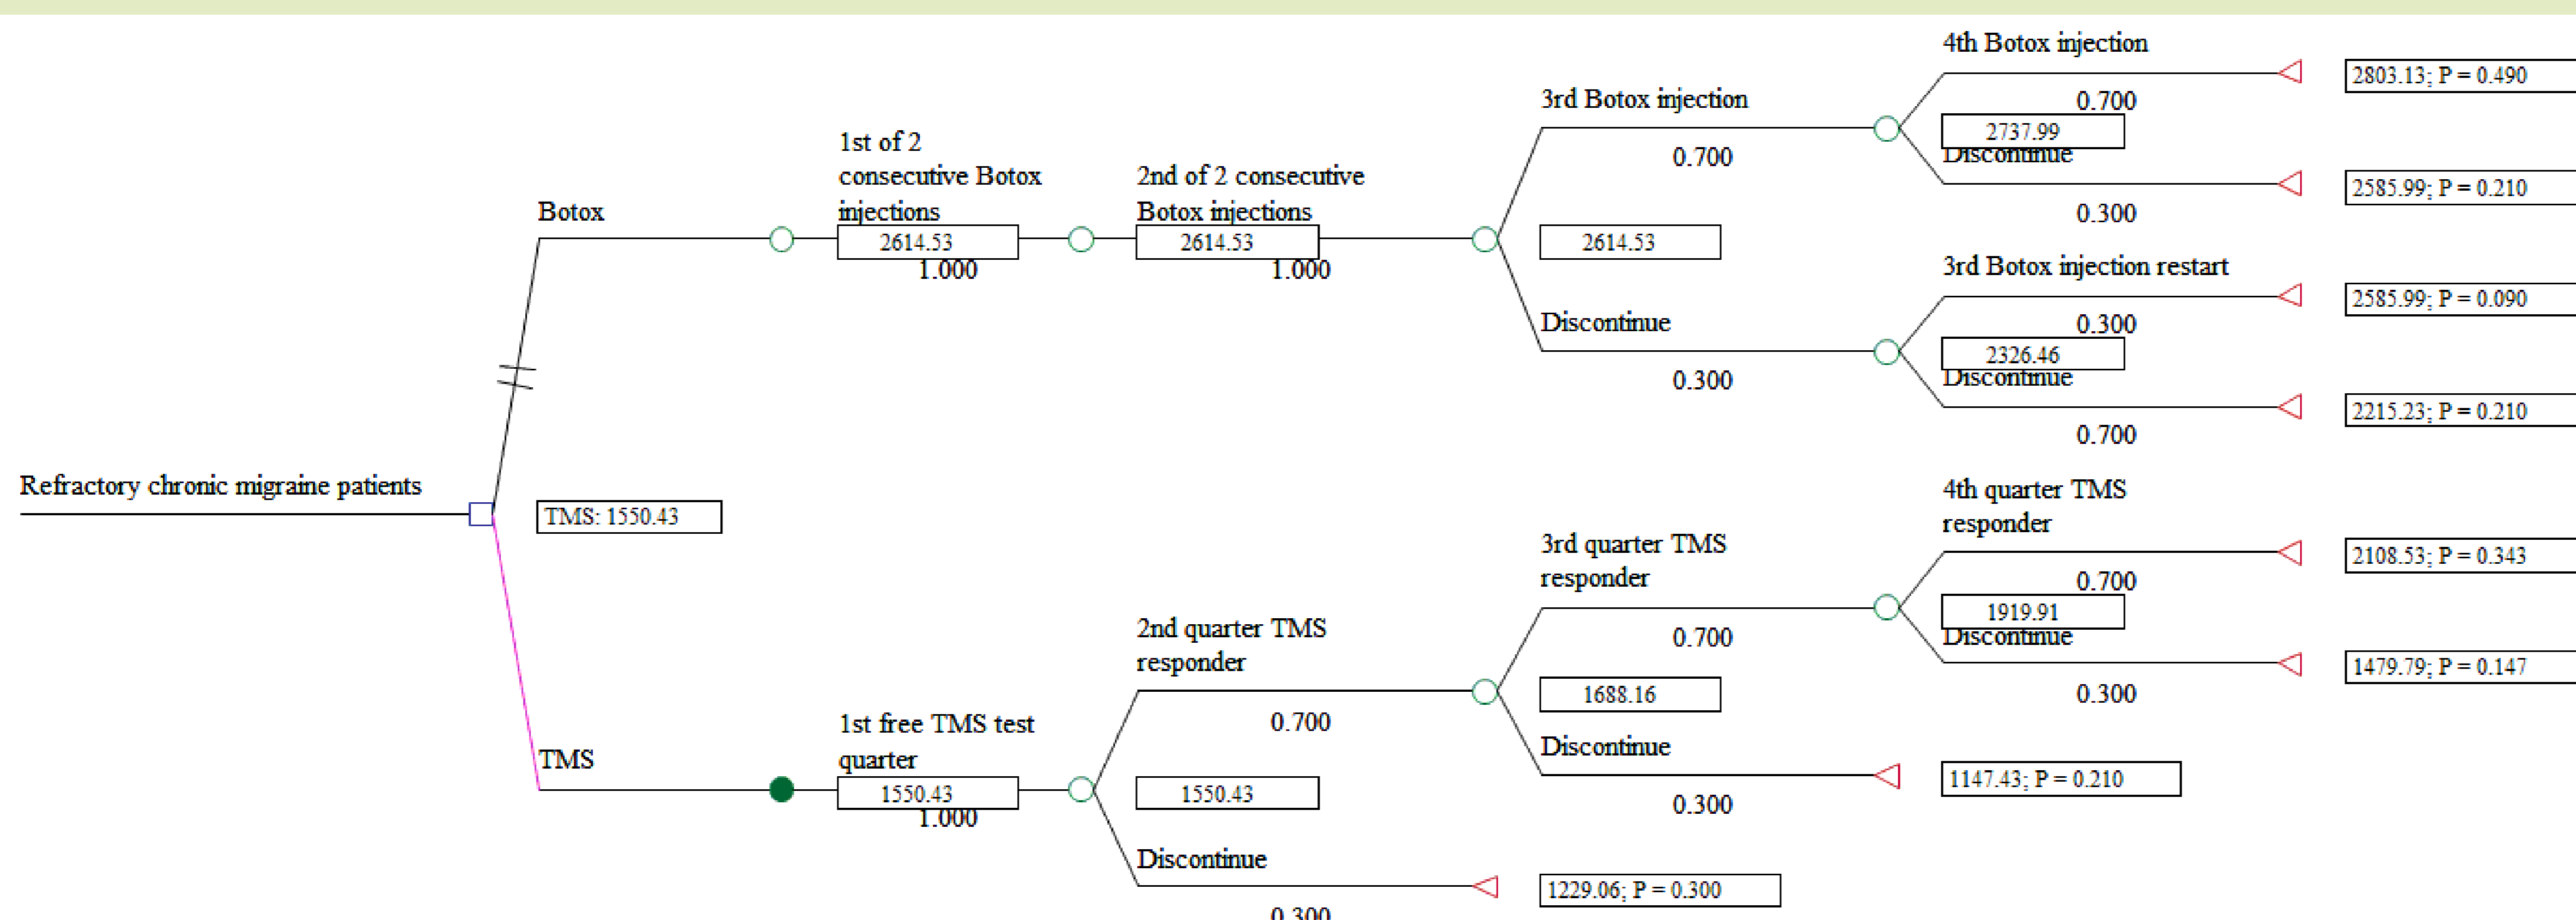 4th Botox injection
2803.13; P = 0.490
0.700
3rd Botox injection
2737.99
Discontinue
0.700
2585.99; P = 0.210
0.300
1st of 2
consecutive Botox
injections
2nd of 2 consecutive
Botox injections
Botox
2614.53
2614.53
2614.53
1.000
1.000
3rd Botox injection restart
2585.99; P = 0.090
0.300
Discontinue
2326.46
Discontinue
0.300
2215.23; P = 0.210
0.700
Refractory chronic migraine patients
TMS: 1550.43
4th quarter TMS
responder
2108.53; P = 0.343
0.700
3rd quarter TMS
responder
1919.91
Discontinue
0.700
1479.79; P = 0.147
0.300
2nd quarter TMS
responder
1688.16
0.700
Discontinue
1147.43; P = 0.210
0.300
1st free TMS test
quarter
TMS
1550.43
1550.43
1.000
Discontinue
1229.06; P = 0.300
0.300